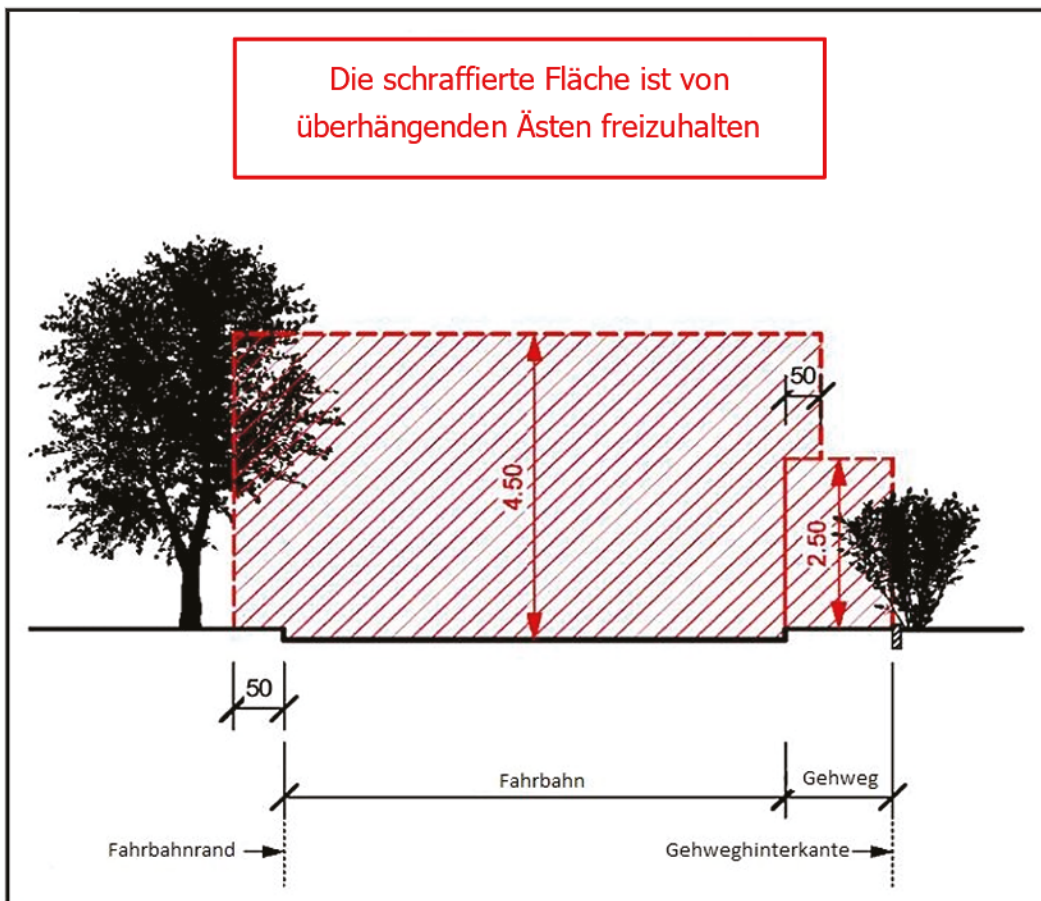 Die schraffierte Fläche ist von
überhängenden Ästen freizuhalten
50
4.50
2.50
50
Fahrbahn
Gehweg
Fahrbahnrand
Gehweghinterkante